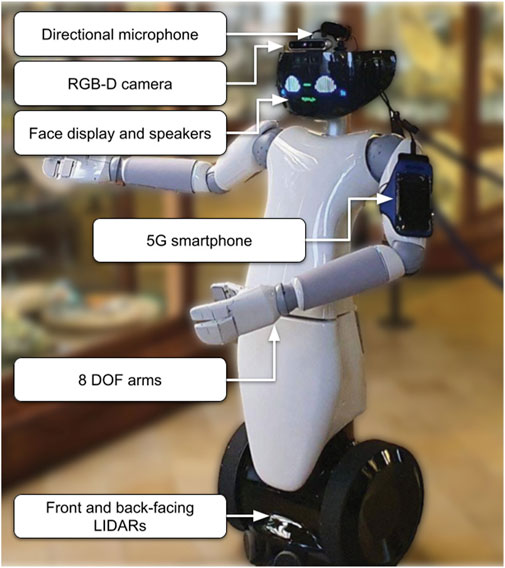 Directional microphone
RGB-D camera
Face display and speakers
5G smartphone
8 DOF arms
Front and back-facing
LIDARs